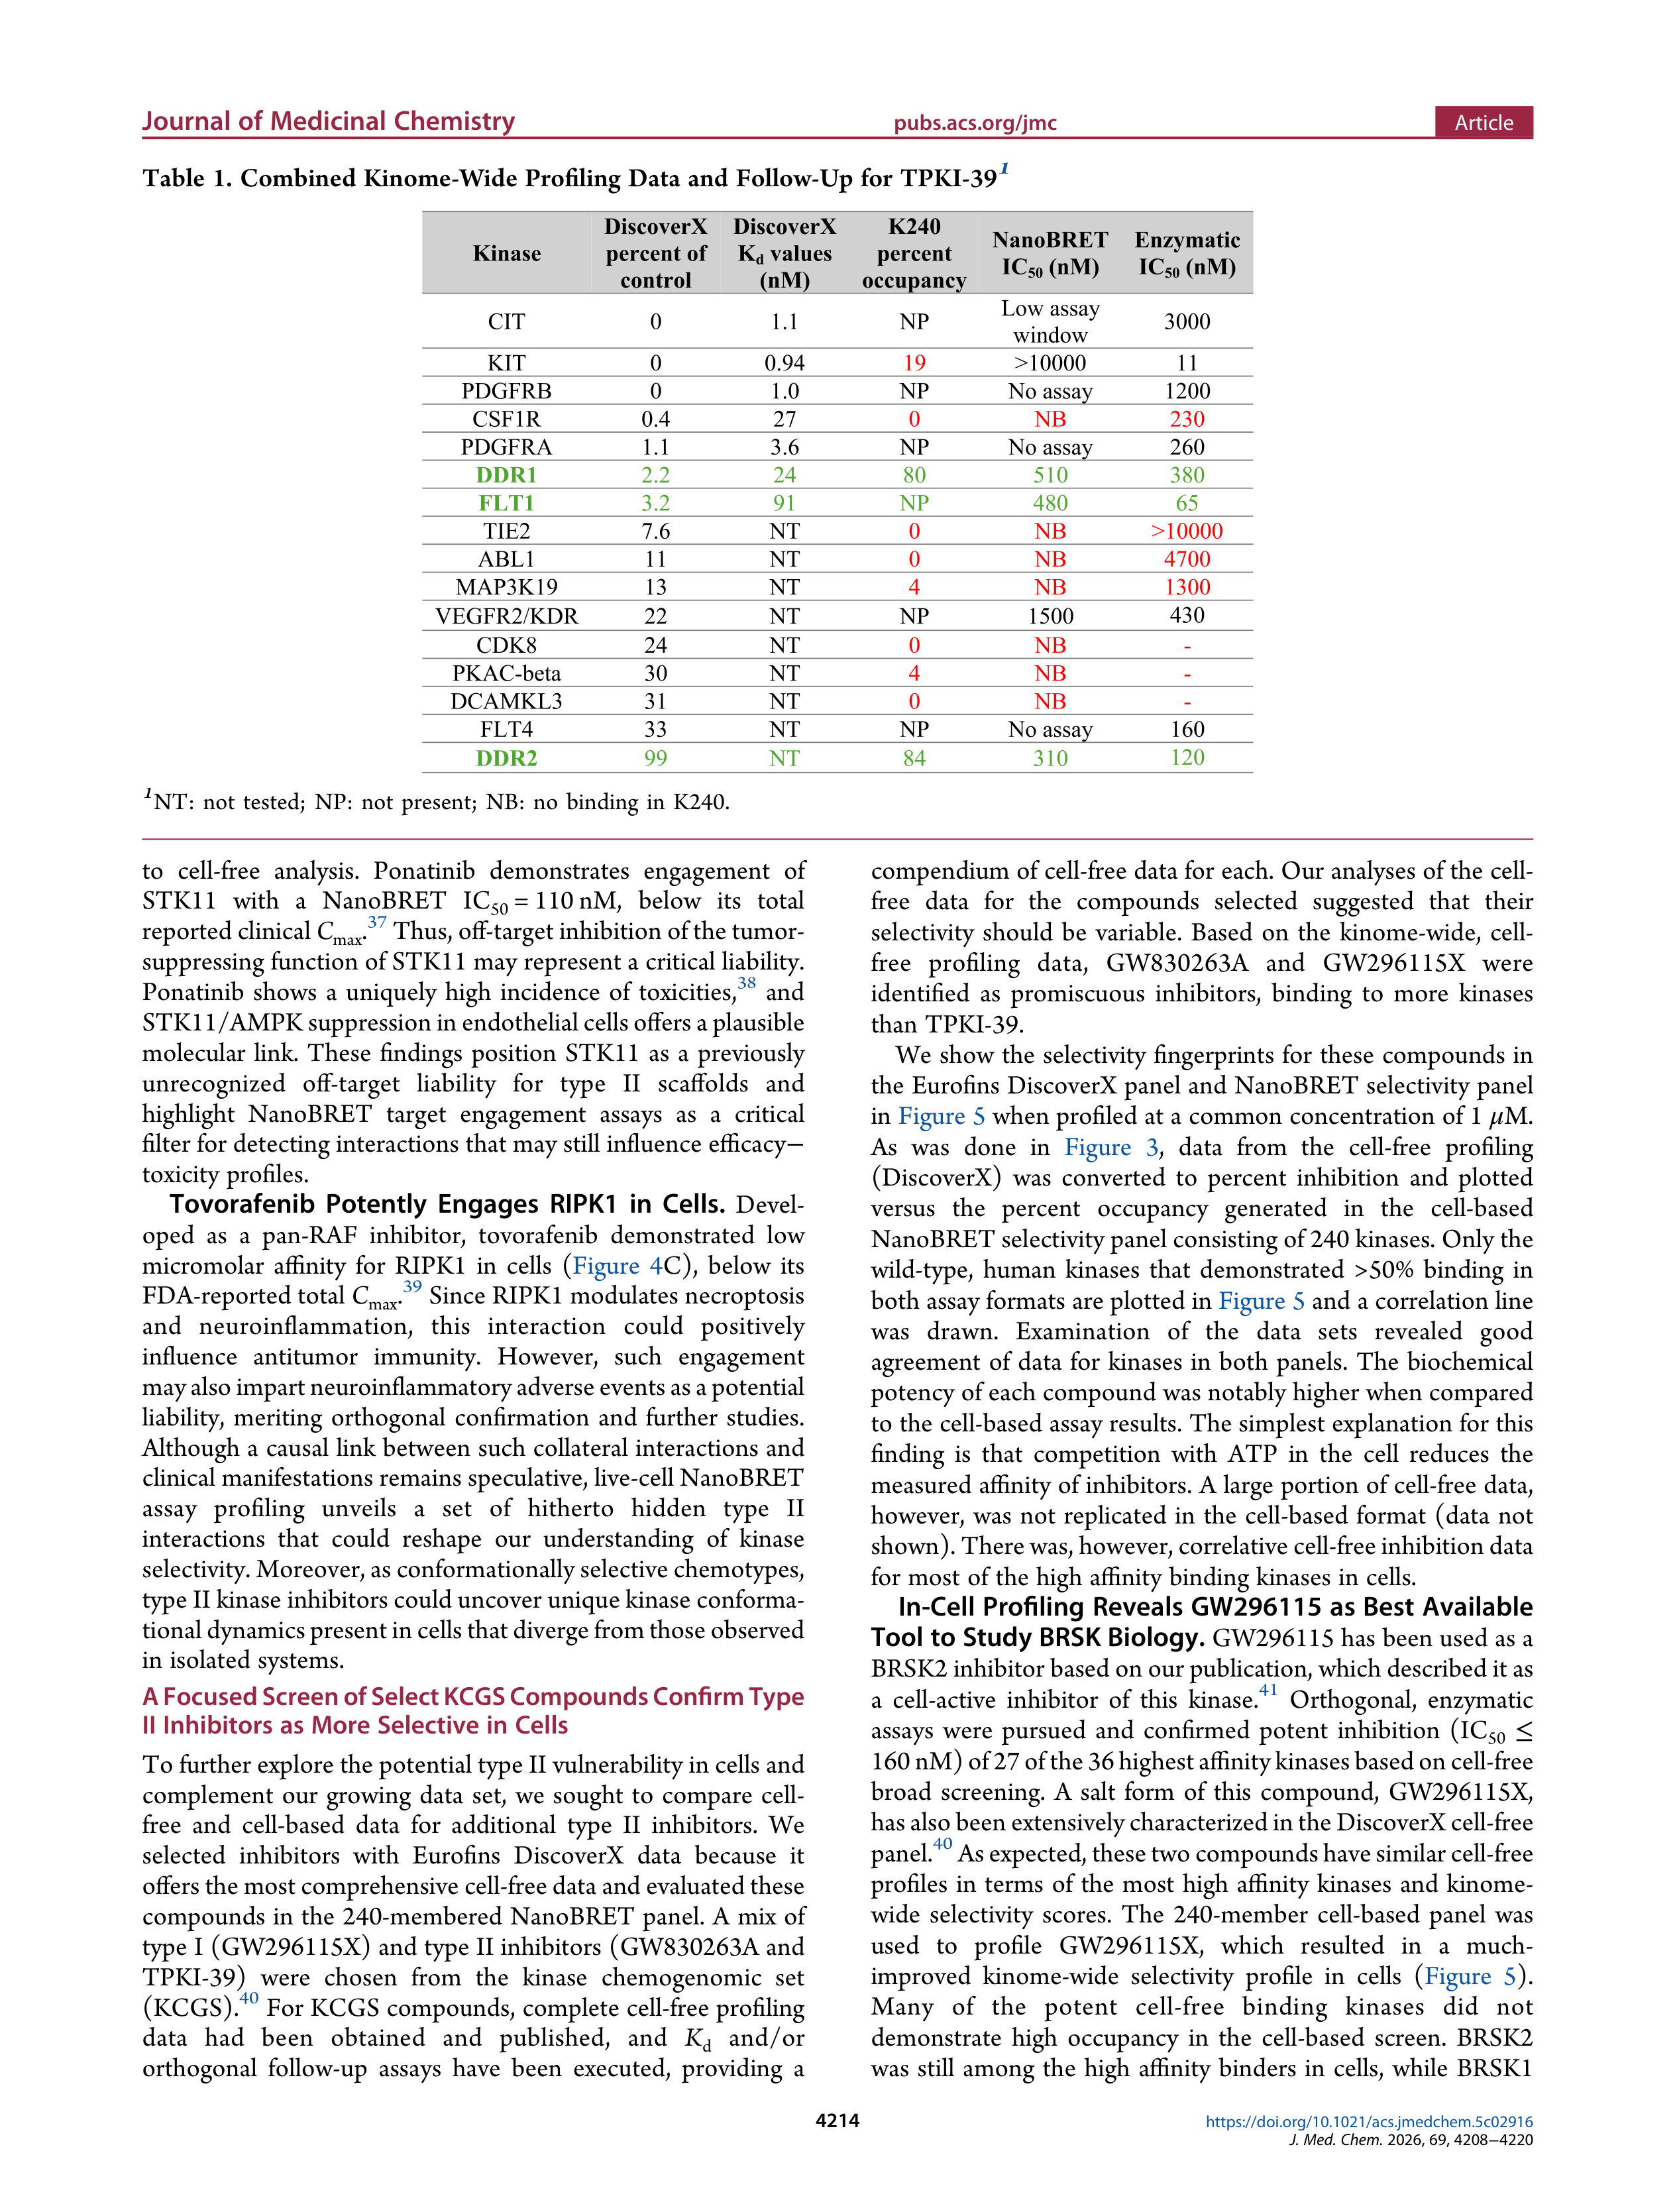 Journal of Medicinal Chemistry
pubs.acs.org/jmc
Article
Table 1. Combined Kinome-Wide Profiling Data and Follow-Up for TPKI-39¹
Kinase | DiscoverX percent of control | DiscoverX Kd values (nM) | K240 percent occupancy | NanoBRET IC50 (nM) | Enzymatic IC50 (nM)
CIT | 0 | 1.1 | NP | Low assay window | 3000
KIT | 0 | 0.94 | 19 | >10000 | 11
PDGFRB | 0 | 1.0 | NP | No assay | 1200
CSF1R | 0.4 | 27 | 0 | NB | 230
PDGFRA | 1.1 | 3.6 | NP | No assay | 260
DDR1 | 2.2 | 24 | 80 | 510 | 380
FLT1 | 3.2 | 91 | NP | 480 | 65
TIE2 | 7.6 | NT | 0 | NB | >10000
ABL1 | 11 | NT | 0 | NB | 4700
MAP3K19 | 13 | NT | 4 | NB | 1300
VEGFR2/KDR | 22 | NT | NP | 1500 | 430
CDK8 | 24 | NT | 0 | NB | -
PKAC-beta | 30 | NT | 4 | NB | -
DCAMKL3 | 31 | NT | 0 | NB | -
FLT4 | 33 | NT | NP | No assay | 160
DDR2 | 99 | NT | 84 | 310 | 120
¹NT: not tested; NP: not present; NB: no binding in K240.
to cell-free analysis. Ponatinib demonstrates engagement of
STK11 with a NanoBRET IC50 = 110 nM, below its total
reported clinical Cmax.37 Thus, off-target inhibition of the tumor-
suppressing function of STK11 may represent a critical liability.
Ponatinib shows a uniquely high incidence of toxicities,38 and
STK11/AMPK suppression in endothelial cells offers a plausible
molecular link. These findings position STK11 as a previously
unrecognized off-target liability for type II scaffolds and
highlight NanoBRET target engagement assays as a critical
filter for detecting interactions that may still influence efficacy−
toxicity profiles.
Tovorafenib Potently Engages RIPK1 in Cells. Devel-
oped as a pan-RAF inhibitor, tovorafenib demonstrated low
micromolar affinity for RIPK1 in cells (Figure 4C), below its
FDA-reported total Cmax.39 Since RIPK1 modulates necroptosis
and neuroinflammation, this interaction could positively
influence antitumor immunity. However, such engagement
may also impart neuroinflammatory adverse events as a potential
liability, meriting orthogonal confirmation and further studies.
Although a causal link between such collateral interactions and
clinical manifestations remains speculative, live-cell NanoBRET
assay profiling unveils a set of hitherto hidden type II
interactions that could reshape our understanding of kinase
selectivity. Moreover, as conformationally selective chemotypes,
type II kinase inhibitors could uncover unique kinase conforma-
tional dynamics present in cells that diverge from those observed
in isolated systems.
A Focused Screen of Select KCGS Compounds Confirm Type
II Inhibitors as More Selective in Cells
To further explore the potential type II vulnerability in cells and
complement our growing data set, we sought to compare cell-
free and cell-based data for additional type II inhibitors. We
selected inhibitors with Eurofins DiscoverX data because it
offers the most comprehensive cell-free data and evaluated these
compounds in the 240-membered NanoBRET panel. A mix of
type I (GW296115X) and type II inhibitors (GW830263A and
TPKI-39) were chosen from the kinase chemogenomic set
(KCGS).40 For KCGS compounds, complete cell-free profiling
data had been obtained and published, and Kd and/or
orthogonal follow-up assays have been executed, providing a
compendium of cell-free data for each. Our analyses of the cell-
free data for the compounds selected suggested that their
selectivity should be variable. Based on the kinome-wide, cell-
free profiling data, GW830263A and GW296115X were
identified as promiscuous inhibitors, binding to more kinases
than TPKI-39.
We show the selectivity fingerprints for these compounds in
the Eurofins DiscoverX panel and NanoBRET selectivity panel
in Figure 5 when profiled at a common concentration of 1 μM.
As was done in Figure 3, data from the cell-free profiling
(DiscoverX) was converted to percent inhibition and plotted
versus the percent occupancy generated in the cell-based
NanoBRET selectivity panel consisting of 240 kinases. Only the
wild-type, human kinases that demonstrated >50% binding in
both assay formats are plotted in Figure 5 and a correlation line
was drawn. Examination of the data sets revealed good
agreement of data for kinases in both panels. The biochemical
potency of each compound was notably higher when compared
to the cell-based assay results. The simplest explanation for this
finding is that competition with ATP in the cell reduces the
measured affinity of inhibitors. A large portion of cell-free data,
however, was not replicated in the cell-based format (data not
shown). There was, however, correlative cell-free inhibition data
for most of the high affinity binding kinases in cells.
In-Cell Profiling Reveals GW296115 as Best Available
Tool to Study BRSK Biology. GW296115 has been used as a
BRSK2 inhibitor based on our publication, which described it as
a cell-active inhibitor of this kinase.41 Orthogonal, enzymatic
assays were pursued and confirmed potent inhibition (IC50 ≤
160 nM) of 27 of the 36 highest affinity kinases based on cell-free
broad screening. A salt form of this compound, GW296115X,
has also been extensively characterized in the DiscoverX cell-free
panel.40 As expected, these two compounds have similar cell-free
profiles in terms of the most high affinity kinases and kinome-
wide selectivity scores. The 240-member cell-based panel was
used to profile GW296115X, which resulted in a much-
improved kinome-wide selectivity profile in cells (Figure 5).
Many of the potent cell-free binding kinases did not
demonstrate high occupancy in the cell-based screen. BRSK2
was still among the high affinity binders in cells, while BRSK1
4214
https://doi.org/10.1021/acs.jmedchem.5c02916
J. Med. Chem. 2026, 69, 4208−4220